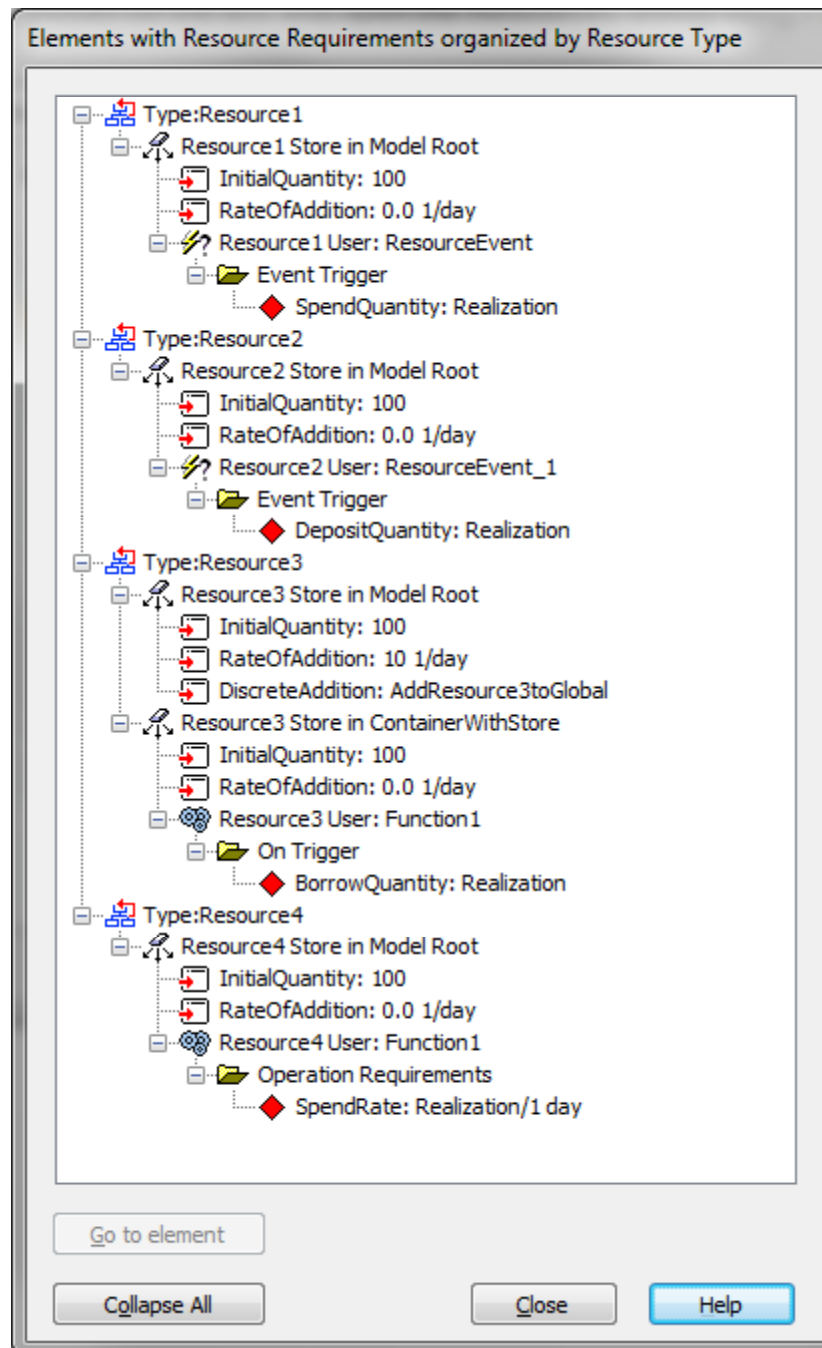 Elements with Resource Requirements organized by Resource Type
Type:Resource1
Resource1 Store in Model Root
InitialQuantity: 100
RateOfAddition: 0.0 1/day
Resource1 User: ResourceEvent
Event Trigger
SpendQuantity: Realization
Type:Resource2
Resource2 Store in Model Root
InitialQuantity: 100
RateOfAddition: 0.0 1/day
Resource2 User: ResourceEvent_1
Event Trigger
DepositQuantity: Realization
Type:Resource3
Resource3 Store in Model Root
InitialQuantity: 100
RateOfAddition: 10 1/day
DiscreteAddition: AddResource3toGlobal
Resource3 Store in ContainerWithStore
InitialQuantity: 100
RateOfAddition: 0.0 1/day
Resource3 User: Function1
On Trigger
BorrowQuantity: Realization
Type:Resource4
Resource4 Store in Model Root
InitialQuantity: 100
RateOfAddition: 0.0 1/day
Resource4 User: Function1
Operation Requirements
SpendRate: Realization/1 day
Go to element
Collapse All Close Help